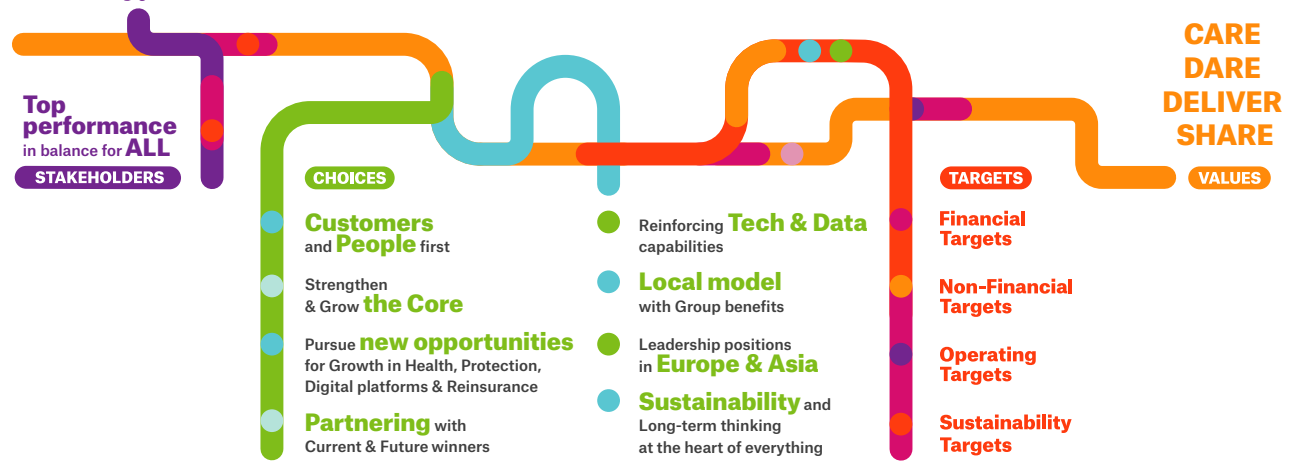 Top
performance
in balance for ALL
STAKEHOLDERS
CHOICES
Customers
and People first
Strengthen
& Grow the Core
Pursue new opportunities
for Growth in Health, Protection,
Digital platforms & Reinsurance
Partnering with
Current & Future winners
Reinforcing Tech & Data
capabilities
Local model
with Group benefits
Leadership positions
in Europe & Asia
Sustainability and
Long-term thinking
at the heart of everything
TARGETS
Financial
Targets
Non-Financial
Targets
Operating
Targets
Sustainability
Targets
CARE
DARE
DELIVER
SHARE
VALUES